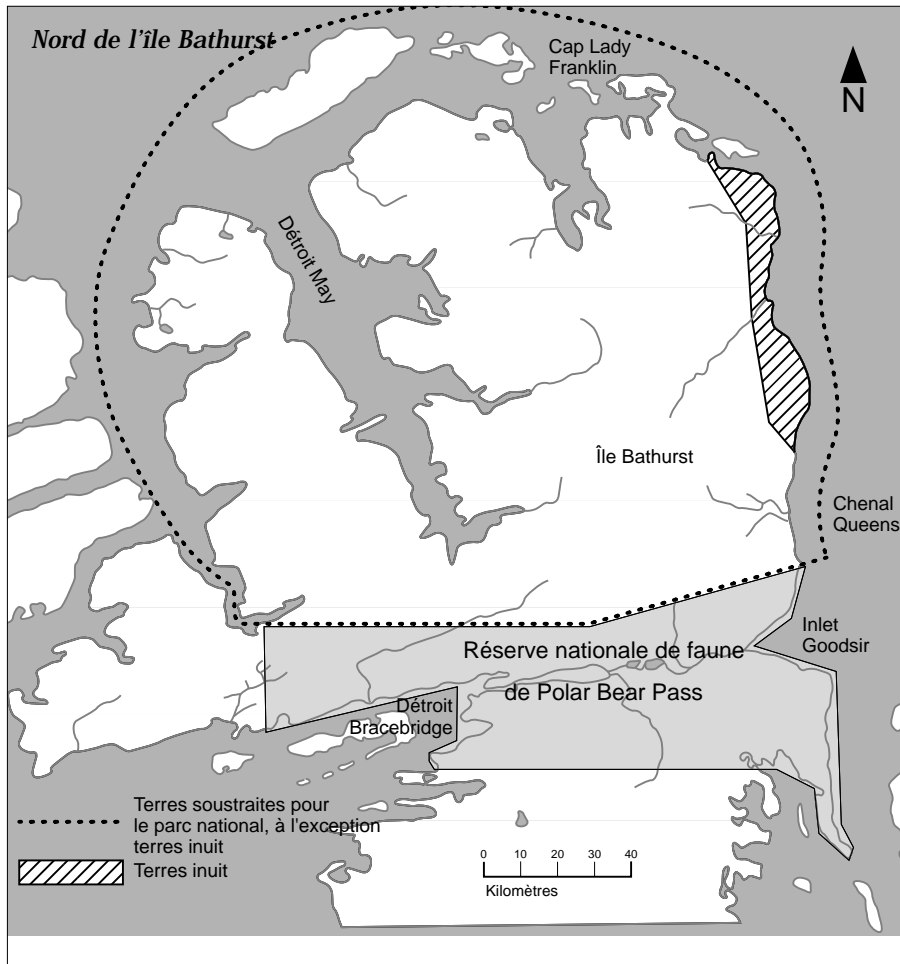 Nord de l'île Bathurst
Cap Lady
Franklin
N
Détroit May
Île Bathurst
Chenal
Queens
Inlet
Goodsir
Réserve nationale de faune
de Polar Bear Pass
Détroit
Bracebridge
Terres soustraites pour
le parc national, à l'exception
terres inuit
Terres inuit
0 10 20 30 40
Kilomètres